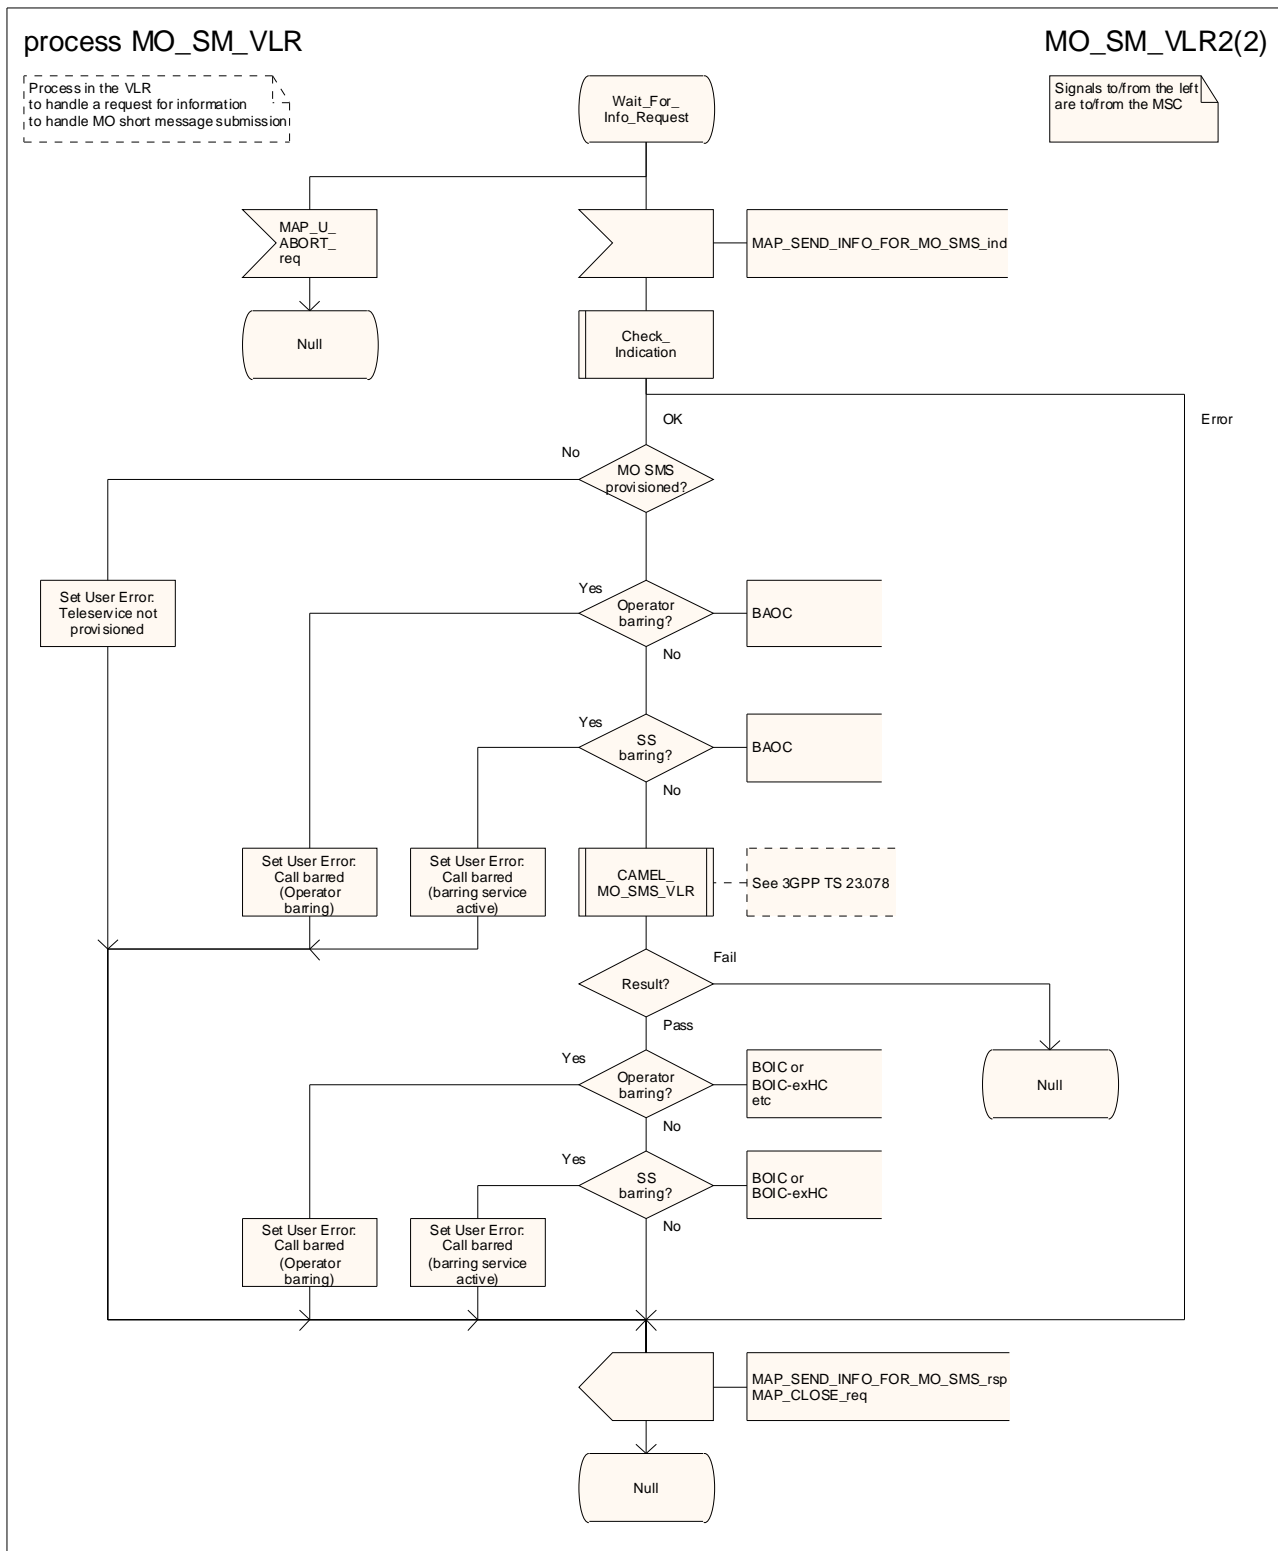 process MO_SM_VLR
MO_SM_VLR2(2)
Process in the VLR
to handle a request for information
to handle MO short message submission
Wait_For_
Info_Request
Signals to/from the left
are to/from the MSC
MAP_U_
ABORT_
req
MAP_SEND_INFO_FOR_MO_SMS_ind
Null
Check_
Indication
OK
Error
No
MO SMS
provisioned?
Set User Error:
Teleservice not
provisioned
Yes
Operator
barring?
BAOC
No
Yes
SS
barring?
BAOC
No
Set User Error:
Call barred
(Operator
barring)
Set User Error:
Call barred
(barring service
active)
CAMEL_
MO_SMS_VLR
See 3GPP TS 23.078
Result?
Fail
Pass
Null
Yes
Operator
barring?
BOIC or
BOIC-exHC
etc
No
Yes
SS
barring?
BOIC or
BOIC-exHC
No
Set User Error:
Call barred
(Operator
barring)
Set User Error:
Call barred
(barring service
active)
MAP_SEND_INFO_FOR_MO_SMS_rsp
MAP_CLOSE_req
Null